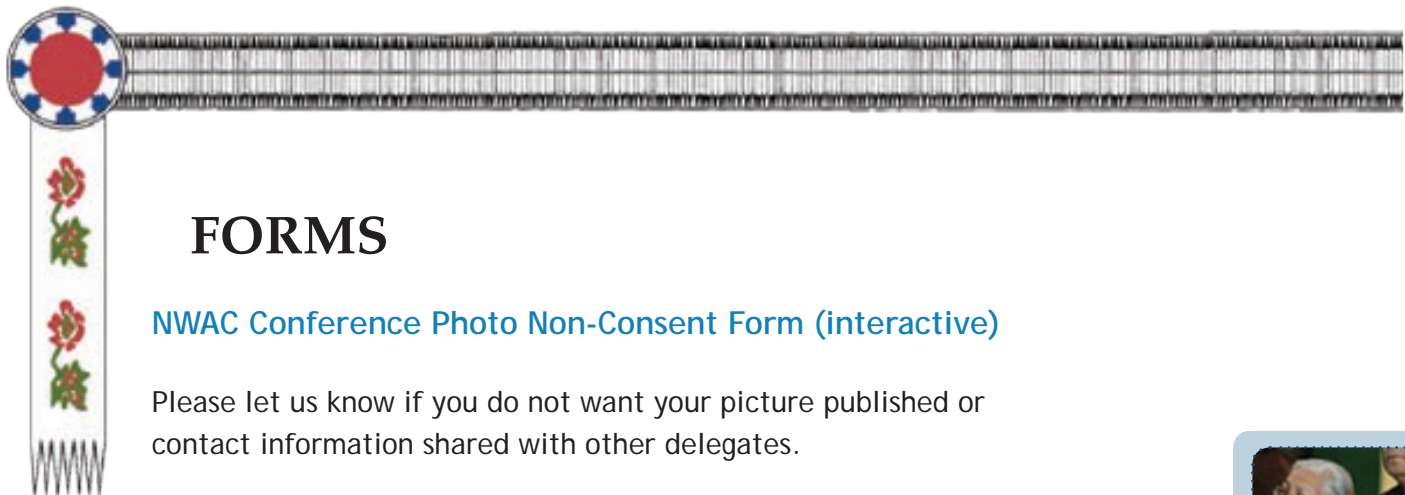 FORMS
NWAC Conference Photo Non-Consent Form (interactive)
Please let us know if you do not want your picture published or
contact information shared with other delegates.